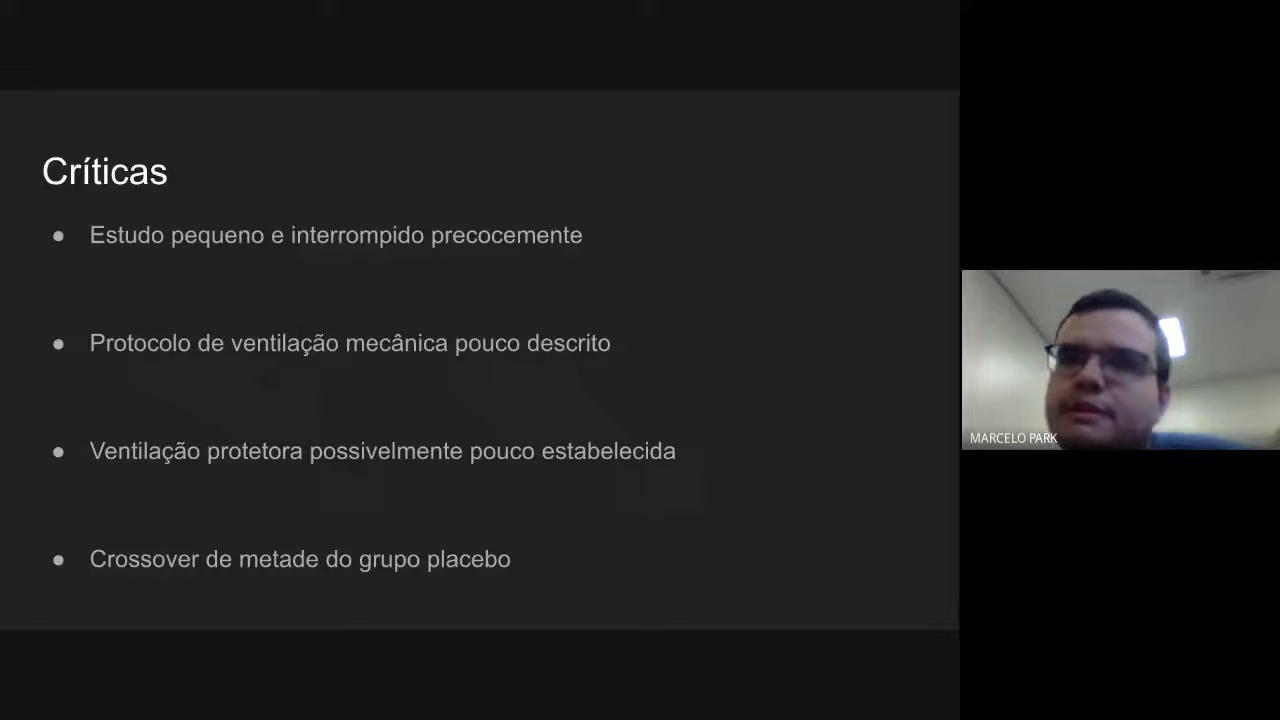 Críticas
● Estudo pequeno e interrompido precocemente
● Protocolo de ventilação mecânica pouco descrito
● Ventilação protetora possivelmente pouco estabelecida
● Crossover de metade do grupo placebo
MARCELO PARK